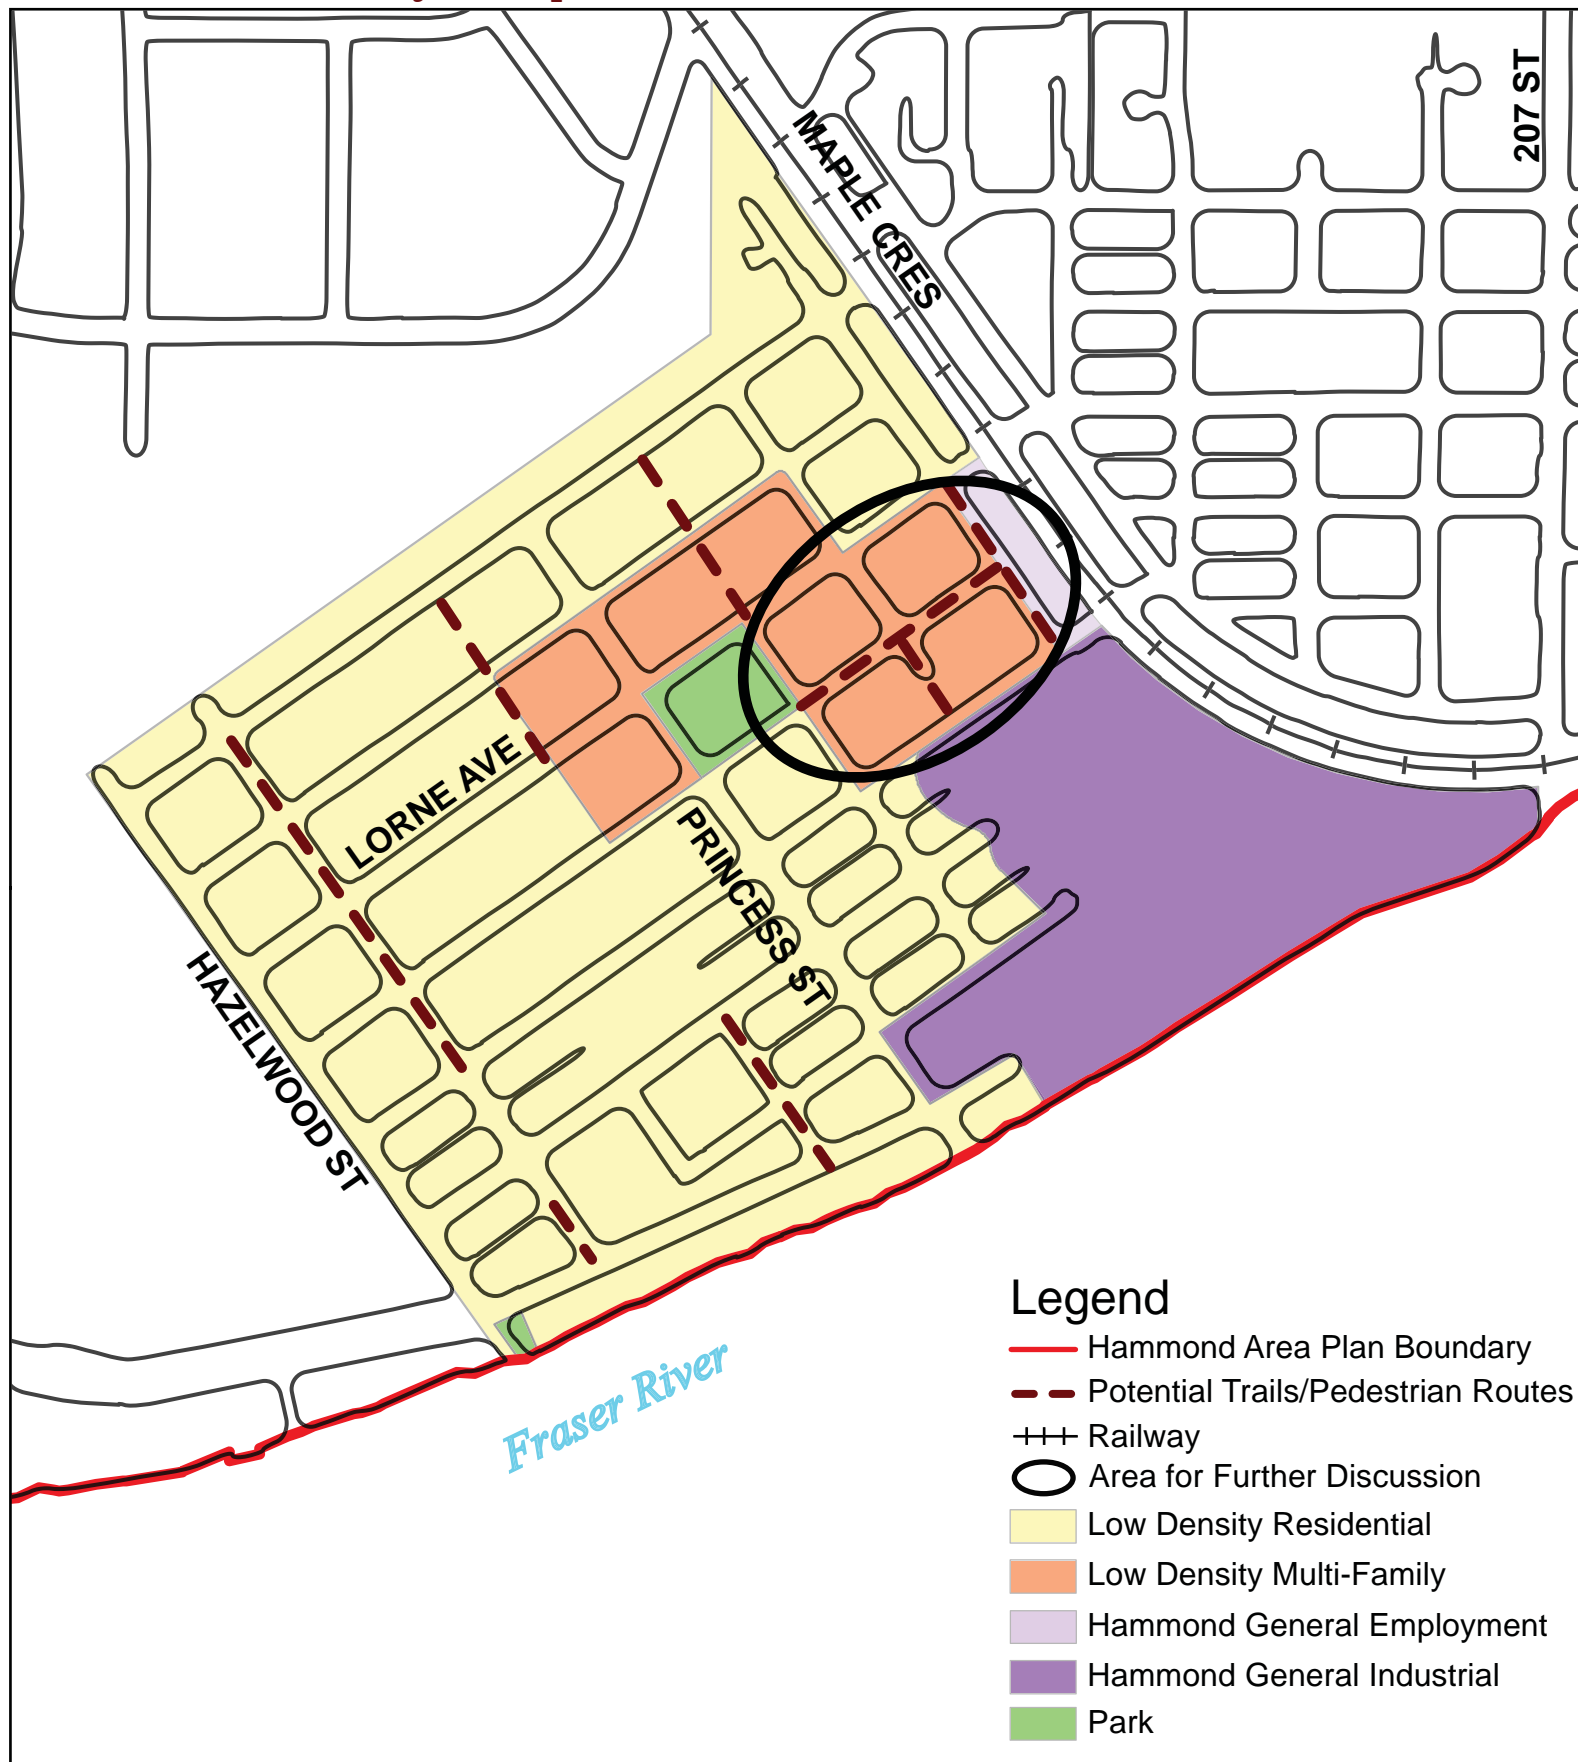 207 ST
MAPLE CRES
LORNE AVE
PRINCESS ST
HAZELWOOD ST
Fraser River
Legend
Hammond Area Plan Boundary
Potential Trails/Pedestrian Routes
Railway
Area for Further Discussion
Low Density Residential
Low Density Multi-Family
Hammond General Employment
Hammond General Industrial
Park